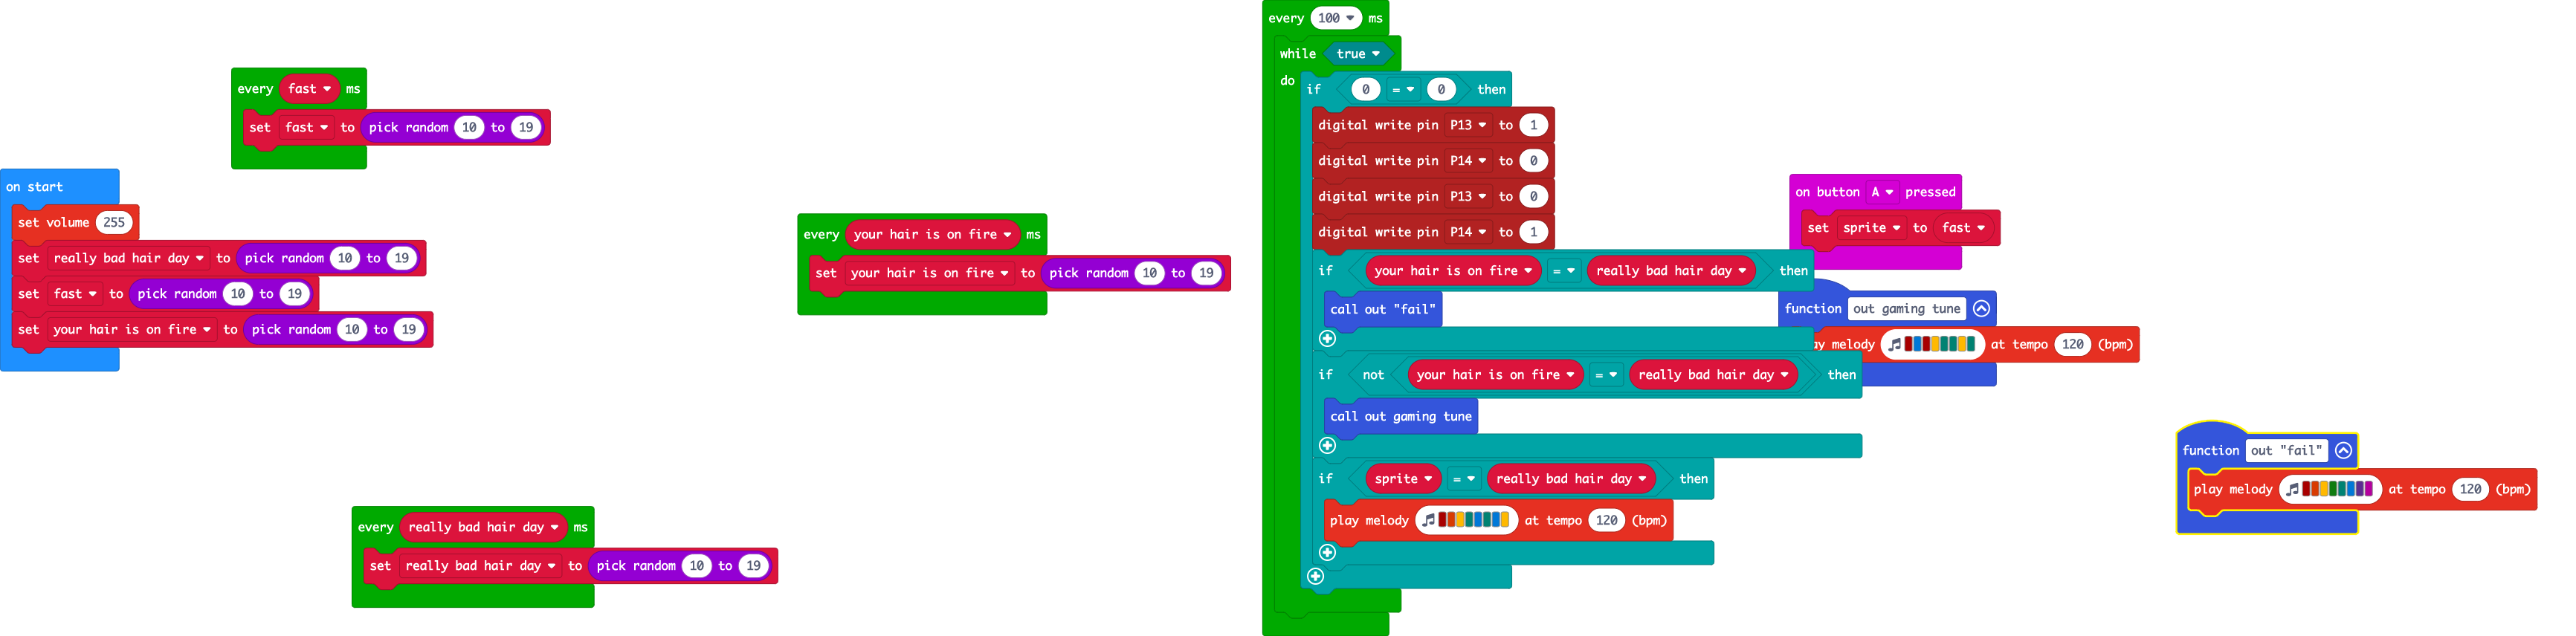 every fast ms
set fast to pick random 10 to 19
on start
set volume 255
set really bad hair day to pick random 10 to 19
set fast to pick random 10 to 19
set your hair is on fire to pick random 10 to 19
every really bad hair day ms
set really bad hair day to pick random 10 to 19
every your hair is on fire ms
set your hair is on fire to pick random 10 to 19
every 100 ms
while true
do if 0 = 0 then
digital write pin P13 to 1
digital write pin P14 to 0
digital write pin P13 to 0
digital write pin P14 to 1
if your hair is on fire = really bad hair day then
call out "fail"
if not your hair is on fire = really bad hair day then
call out gaming tune
if sprite = really bad hair day then
play melody at tempo 120 (bpm)
on button A pressed
set sprite to fast
function out gaming tune
ay melody at tempo 120 (bpm)
function out "fail"
play melody at tempo 120 (bpm)